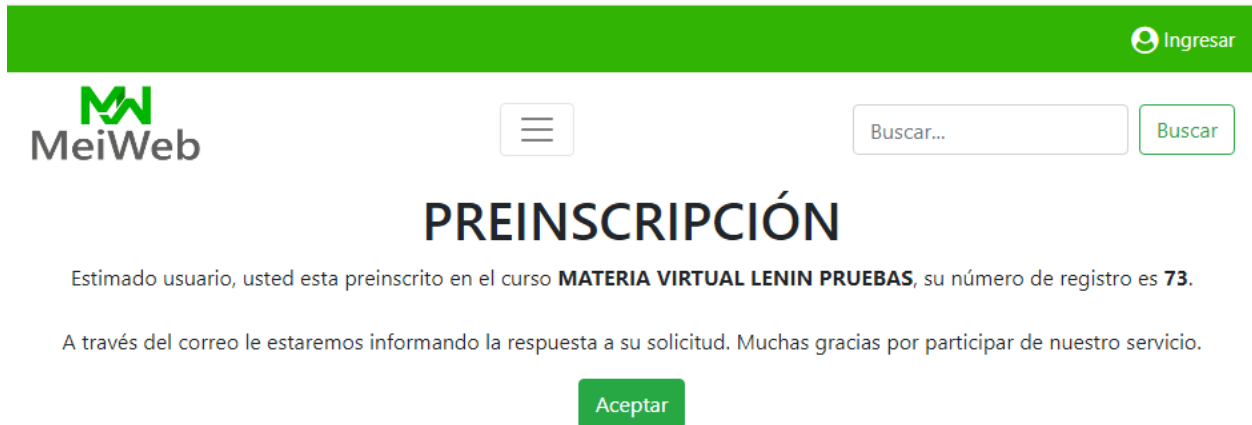 Ingresar
MeiWeb
Buscar...
Buscar
PREINSCRIPCIÓN
Estimado usuario, usted esta preinscrito en el curso MATERIA VIRTUAL LENIN PRUEBAS, su número de registro es 73.
A través del correo le estaremos informando la respuesta a su solicitud. Muchas gracias por participar de nuestro servicio.
Aceptar